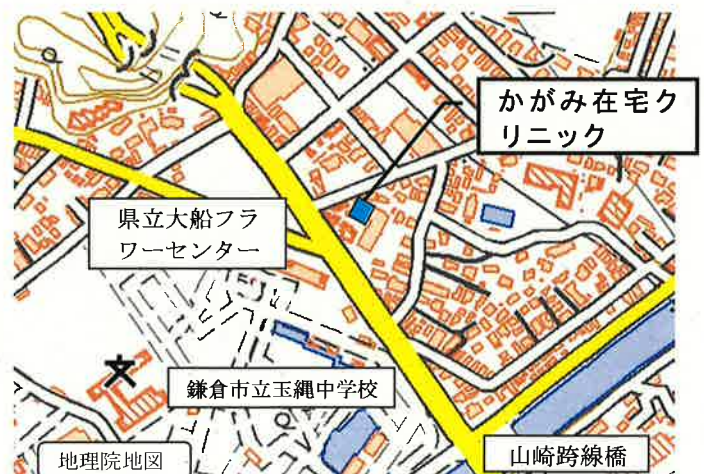 かがみ在宅ク
リニック
県立大船フラ
ワーセンター
鎌倉市立玉縄中学校
文
地理院地図
山崎跨線橋